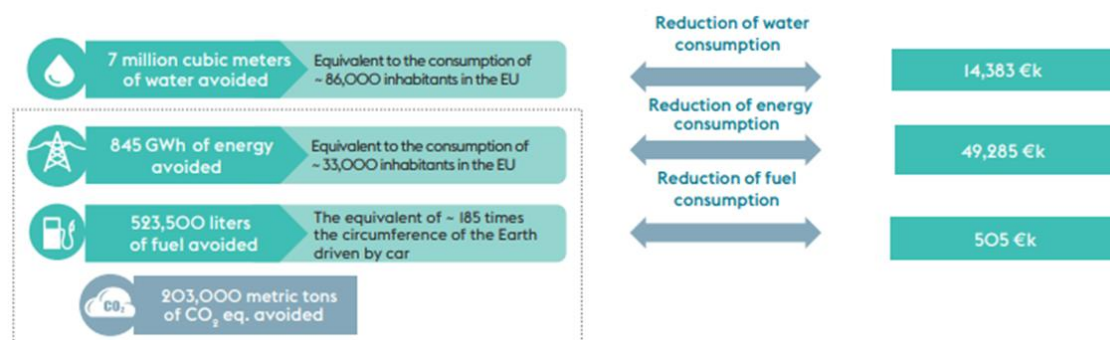 Reduction of water
consumption
7 million cubic meters
of water avoided
Equivalent to the consumption of
~ 86,000 inhabitants in the EU
14,383 €k
Reduction of energy
consumption
845 GWh of energy
avoided
Equivalent to the consumption of
~ 33,000 inhabitants in the EU
49,285 €k
Reduction of fuel
consumption
523,500 liters
of fuel avoided
The equivalent of ~ 185 times
the circumference of the Earth
driven by car
505 €k
CO₂
203,000 metric tons
of CO₂ eq. avoided